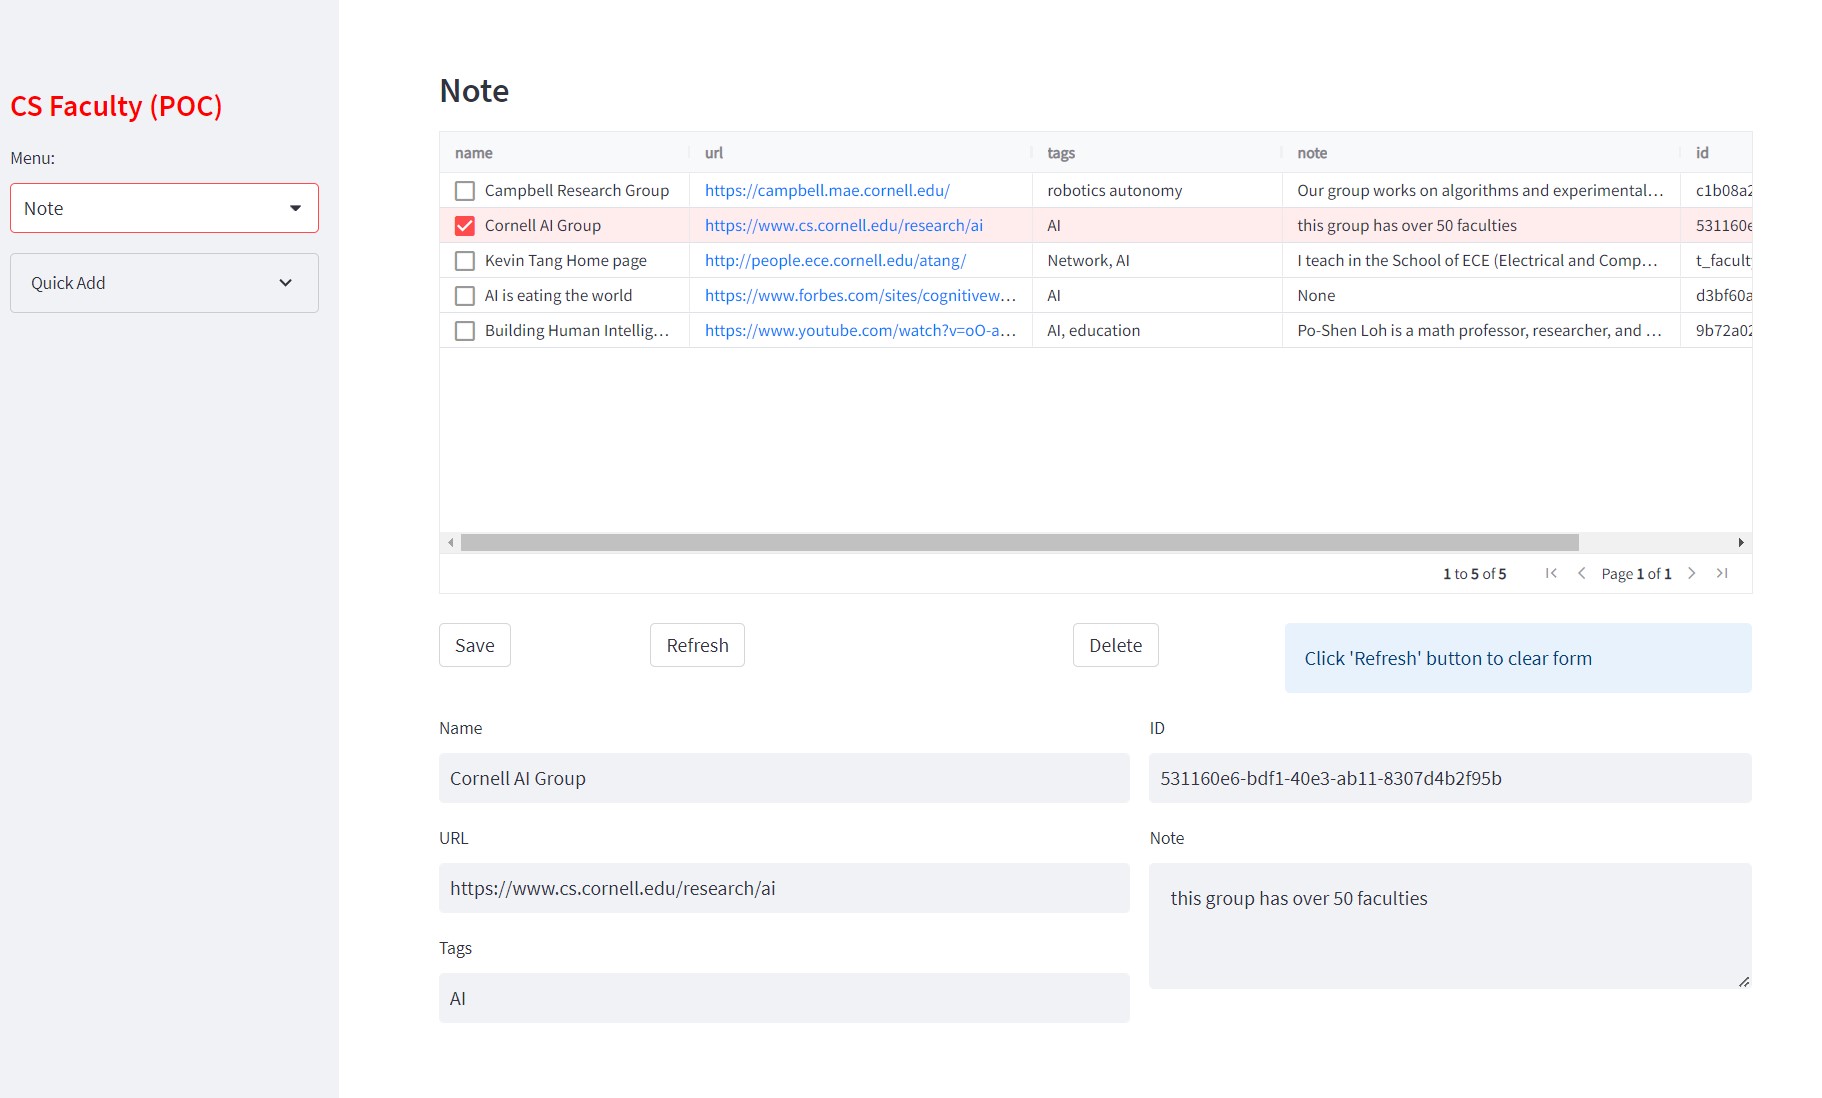 CS Faculty (POC)
Menu:
Note
Quick Add
Note
name url tags note id
Campbell Research Group https://campbell.mae.cornell.edu/ robotics autonomy Our group works on algorithms and experimental... c1b08a2
Cornell AI Group https://www.cs.cornell.edu/research/ai AI this group has over 50 faculties 531160e
Kevin Tang Home page http://people.ece.cornell.edu/atang/ Network, AI I teach in the School of ECE (Electrical and Comp... t_facult
AI is eating the world https://www.forbes.com/sites/cognitivew... AI None d3bf60a
Building Human Intellig... https://www.youtube.com/watch?v=oO-a... AI, education Po-Shen Loh is a math professor, researcher, and ... 9b72a02
1 to 5 of 5 Page 1 of 1
Save Refresh Delete Click 'Refresh' button to clear form
Name ID
Cornell AI Group 531160e6-bdf1-40e3-ab11-8307d4b2f95b
URL Note
https://www.cs.cornell.edu/research/ai this group has over 50 faculties
Tags
AI